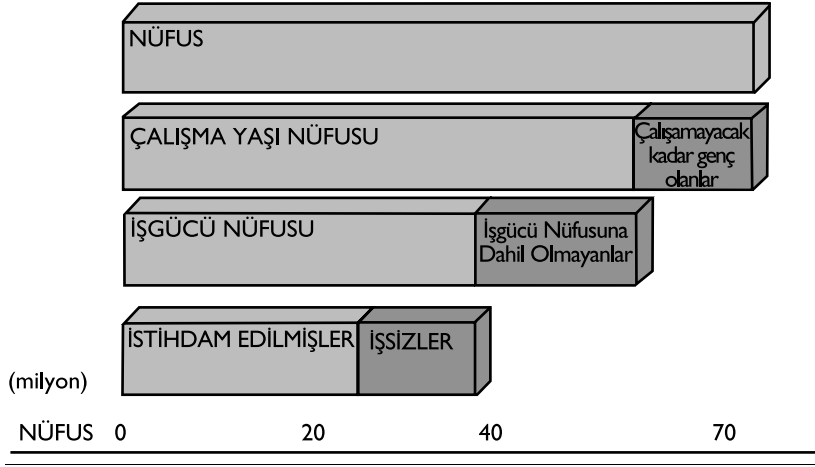 NÜFUS
ÇALIŞMA YAŞI NÜFUSU
Çalışamayacak
kadar genç
olanlar
İŞGÜCÜ NÜFUSU
İşgücü Nüfusuna
Dahil Olmayanlar
İSTİHDAM EDİLMİŞLER
İŞSİZLER
(milyon)
NÜFUS 0 20 40 70